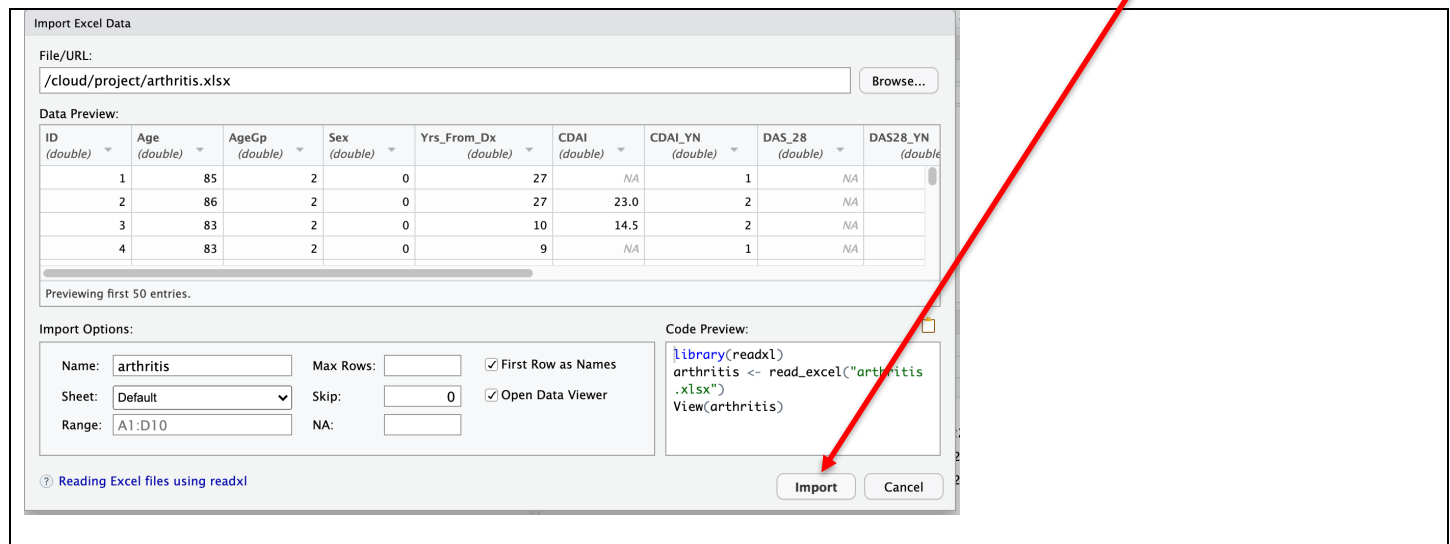 Import Excel Data
File/URL:
/cloud/project/arthritis.xlsx Browse...
Data Preview:
ID Age AgeGp Sex Yrs_From_Dx CDAI CDAI_YN DAS_28 DAS28_YN
(double) (double) (double) (double) (double) (double) (double) (double) (double
1 85 2 0 27 NA 1 NA
2 86 2 0 27 23.0 2 NA
3 83 2 0 10 14.5 2 NA
4 83 2 0 9 NA 1 NA
Previewing first 50 entries.
Import Options: Code Preview:
Name: arthritis Max Rows: First Row as Names
Sheet: Default Skip: 0 Open Data Viewer
Range: A1:D10 NA:
library(readxl)
arthritis <- read_excel("arthritis
.xlsx")
View(arthritis)
? Reading Excel files using readxl Import Cancel